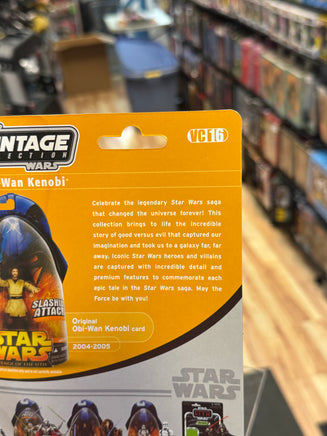 INTAGE
VC16
LLECTION
WARS
-Wan Kenobi
Celebrate the legendary Star Wars saga
that changed the universe forever! This
collection brings to life the incredible
story of good versus evil that captured our
imagination and took us to a galaxy far, far
away. Iconic Star Wars heroes and villains
are captured with incredible detail and
premium features to commemorate each
epic tale in the Star Wars saga. May the
Force be with you!
SLASHING
ATTACK
STAR
WARS
Original
Obi-Wan Kenobi card
2004-2005
STAR
WARS